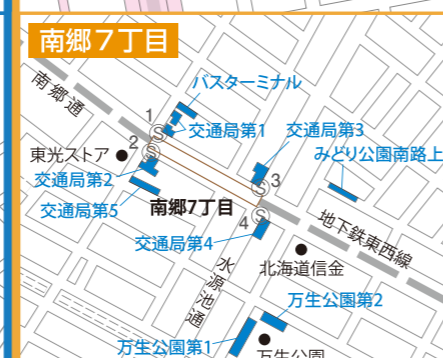 南郷7丁目
南郷通
バスターミナル
1
S
交通局第1
交通局第3
2
S
東光ストア
みどり公園南路上
交通局第2
S
3
交通局第5
南郷7丁目
S
4
交通局第4
地下鉄東西線
水源池通
北海道信金
万生公園第2
万生公園第1
万生公園